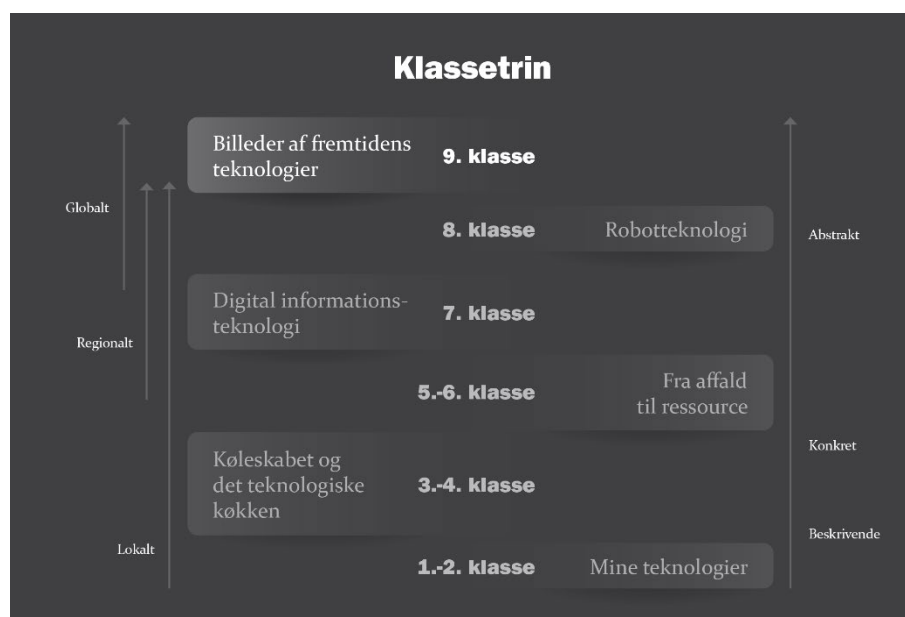 Klassetrin
Billeder af fremtidens
teknologier
9. klasse
Globalt
8. klasse
Robotteknologi
Abstrakt
Digital informations-
teknologi
7. klasse
Regionalt
5.-6. klasse
Fra affald
til ressource
Konkret
Køleskabet og
det teknologiske
køkken
3.-4. klasse
Beskrivende
Lokalt
1.-2. klasse
Mine teknologier